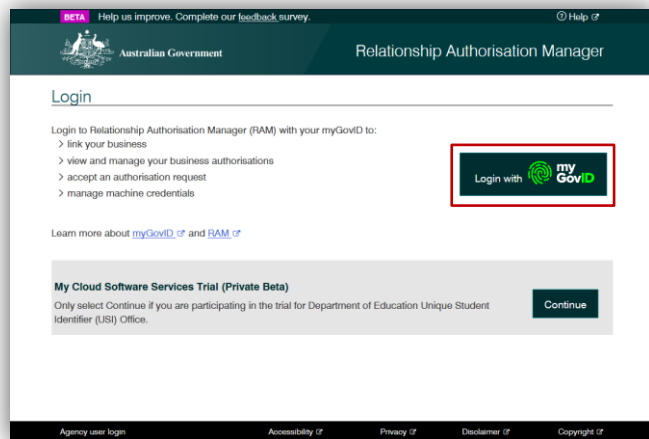 BETA Help us improve. Complete our feedback survey. Help
Australian Government Relationship Authorisation Manager
Login
Login to Relationship Authorisation Manager (RAM) with your myGovID to:
> link your business
> view and manage your business authorisations
> accept an authorisation request
> manage machine credentials
Login with my GovID
Learn more about myGovID and RAM
My Cloud Software Services Trial (Private Beta)
Only select Continue if you are participating in the trial for Department of Education Unique Student
Identifier (USI) Office.
Continue
Agency user login Accessibility Privacy Disclaimer Copyright